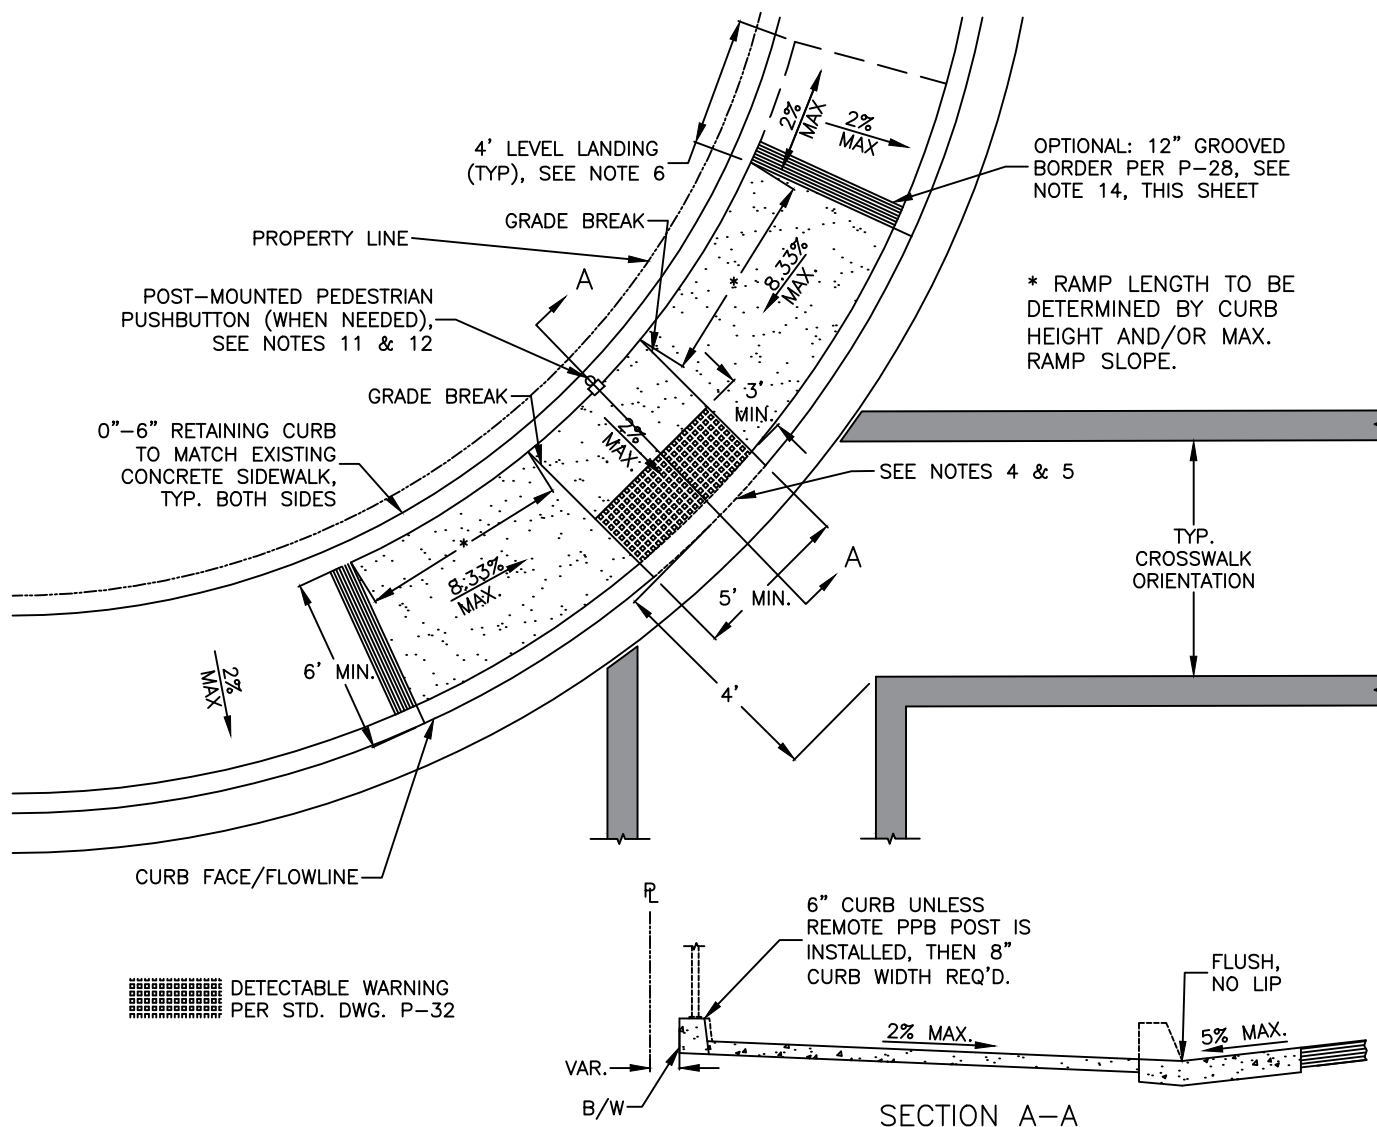 2%
MAX
2%
MAX
4' LEVEL LANDING
(TYP), SEE NOTE 6
OPTIONAL: 12" GROOVED
BORDER PER P-28, SEE
NOTE 14, THIS SHEET
GRADE BREAK
PROPERTY LINE
A
8.33%
MAX.
*
* RAMP LENGTH TO BE
DETERMINED BY CURB
HEIGHT AND/OR MAX.
RAMP SLOPE.
POST-MOUNTED PEDESTRIAN
PUSHBUTTON (WHEN NEEDED),
SEE NOTES 11 & 12
GRADE BREAK
3'
MIN
0"-6" RETAINING CURB
TO MATCH EXISTING
CONCRETE SIDEWALK,
TYP. BOTH SIDES
2%
MAX.
SEE NOTES 4 & 5
*
8.33%
MAX.
A
TYP.
CROSSWALK
ORIENTATION
5' MIN.
6' MIN.
2%
MAX
4'
CURB FACE/FLOWLINE
PL
6" CURB UNLESS
REMOTE PPB POST IS
INSTALLED, THEN 8"
CURB WIDTH REQ'D.
FLUSH,
NO LIP
DETECTABLE WARNING
PER STD. DWG. P-32
2% MAX.
5% MAX.
VAR.
B/W
SECTION A-A